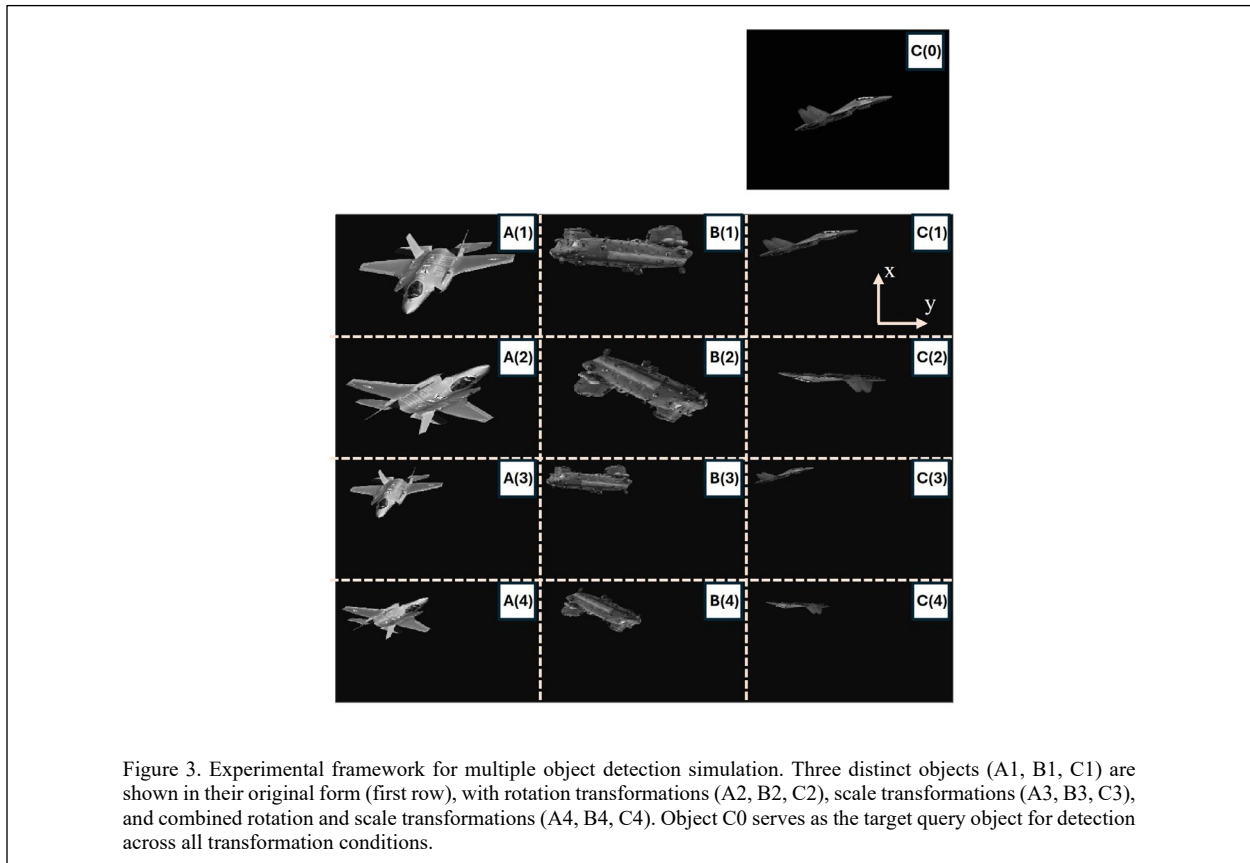 C(0)
A(1) B(1) C(1)
x
y
A(2) B(2) C(2)
A(3) B(3) C(3)
A(4) B(4) C(4)
Figure 3. Experimental framework for multiple object detection simulation. Three distinct objects (A1, B1, C1) are
shown in their original form (first row), with rotation transformations (A2, B2, C2), scale transformations (A3, B3, C3),
and combined rotation and scale transformations (A4, B4, C4). Object C0 serves as the target query object for detection
across all transformation conditions.